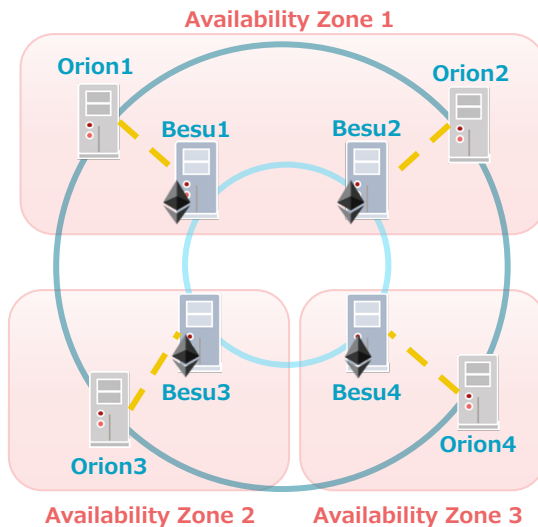 Availability Zone 1
Orion1
Orion2
Besu1
Besu2
Besu3
Besu4
Orion3
Orion4
Availability Zone 2
Availability Zone 3